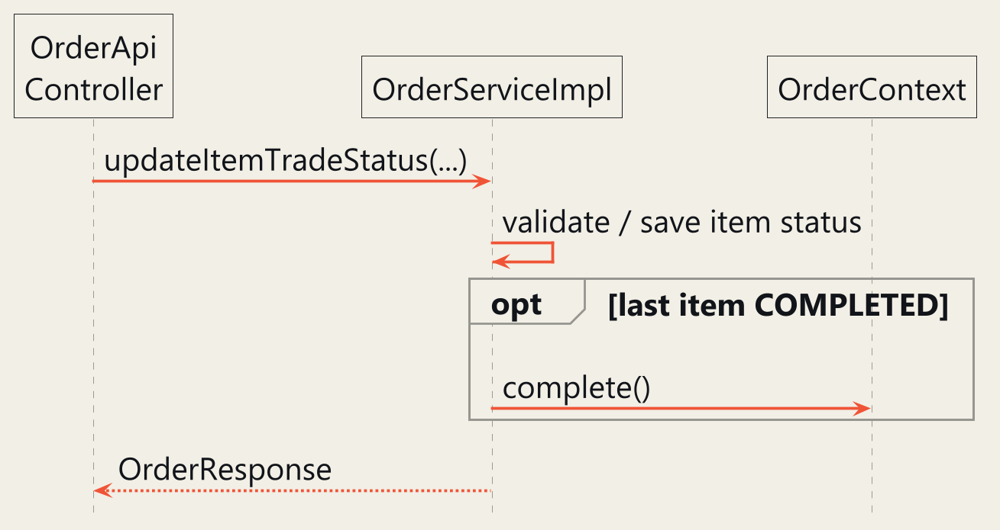 OrderApi
Controller
OrderServiceImpl
OrderContext
updateItemTradeStatus(...)
validate / save item status
opt
[last item COMPLETED]
complete()
OrderResponse